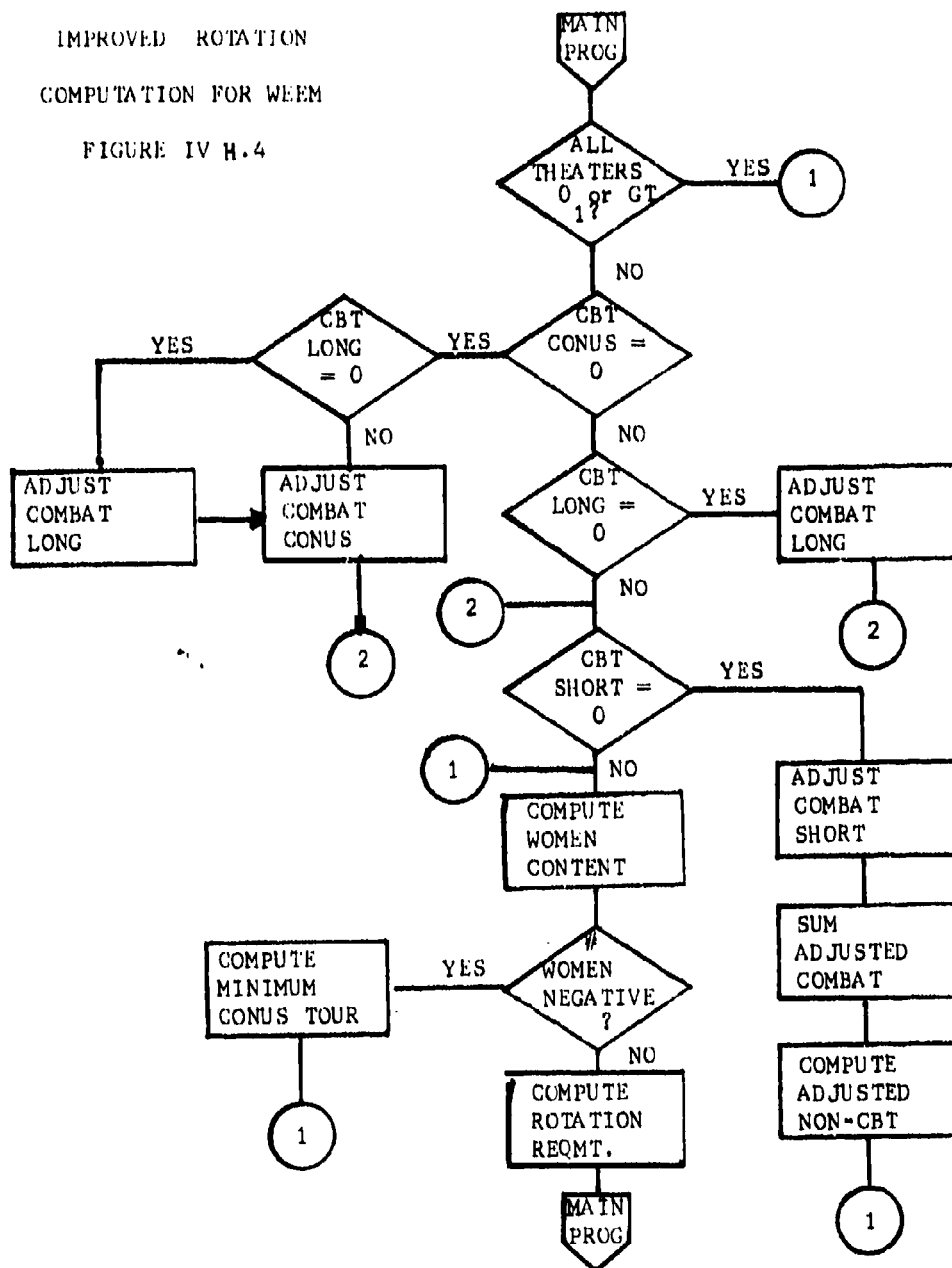 IMPROVED ROTATION
COMPUTATION FOR WEEM
FIGURE IV H.4
MAIN
PROG
ALL
THEATERS
0 or GT
1?
YES
1
NO
CBT
CONUS =
0
YES
CBT
LONG
= 0
YES
NO
NO
ADJUST
COMBAT
LONG
ADJUST
COMBAT
CONUS
CBT
LONG =
0
YES
ADJUST
COMBAT
LONG
NO
2
2
2
CBT
SHORT =
0
YES
NO
1
ADJUST
COMBAT
SHORT
COMPUTE
WOMEN
CONTENT
SUM
ADJUSTED
COMBAT
#
WOMEN
NEGATIVE
?
YES
COMPUTE
MINIMUM
CONUS TOUR
NO
COMPUTE
ADJUSTED
NON-CBT
COMPUTE
ROTATION
REQMT.
1
1
MAIN
PROG